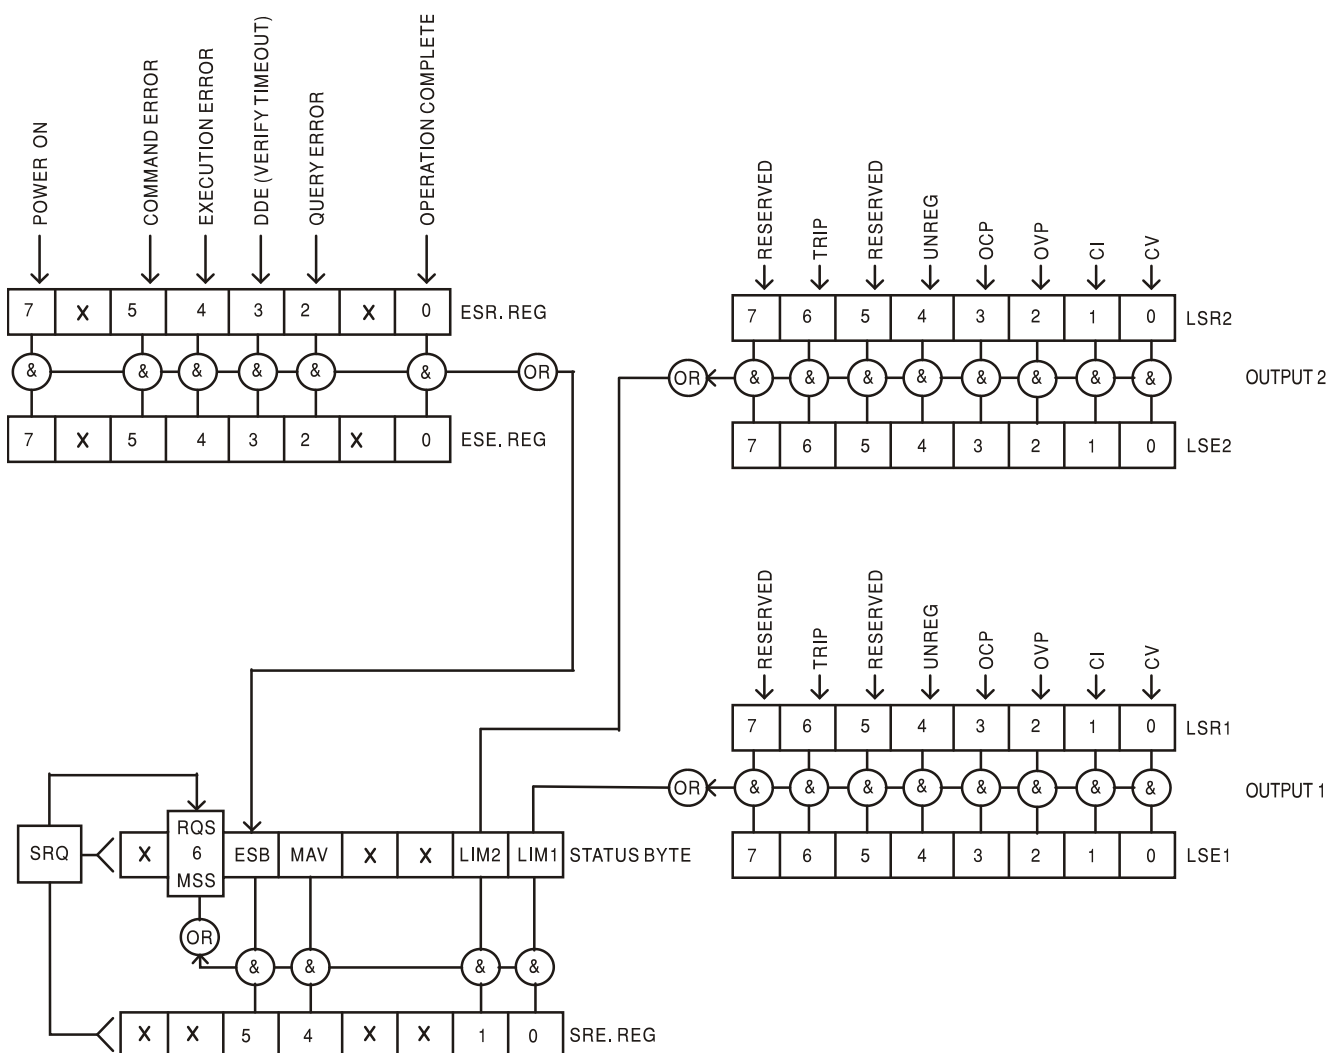 POWER ON
COMMAND ERROR
EXECUTION ERROR
DDE (VERIFY TIMEOUT)
QUERY ERROR
OPERATION COMPLETE
7 X 5 4 3 2 X 0 ESR. REG
& & & & & & OR
7 X 5 4 3 2 X 0 ESE. REG
RESERVED
TRIP
RESERVED
UNREG
OCP
OVP
CI
CV
7 6 5 4 3 2 1 0 LSR2
OR & & & & & & & & OUTPUT 2
7 6 5 4 3 2 1 0 LSE2
RESERVED
TRIP
RESERVED
UNREG
OCP
OVP
CI
CV
7 6 5 4 3 2 1 0 LSR1
OR & & & & & & & & OUTPUT 1
7 6 5 4 3 2 1 0 LSE1
SRQ
X RQS 6 MSS ESB MAV X X LIM2 LIM1 STATUS BYTE
OR
& & & &
X X 5 4 X X 1 0 SRE. REG